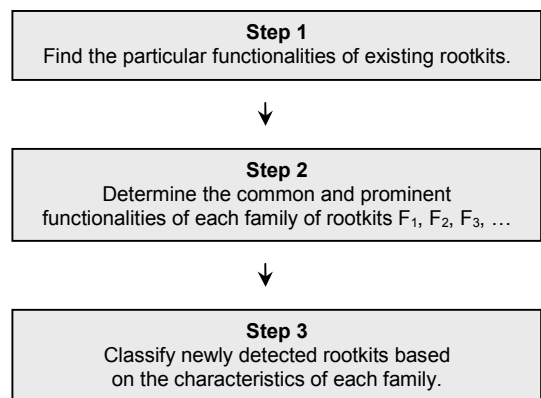 Step 1
Find the particular functionalities of existing rootkits.
Step 2
Determine the common and prominent
functionalities of each family of rootkits F₁, F₂, F₃, …
Step 3
Classify newly detected rootkits based
on the characteristics of each family.